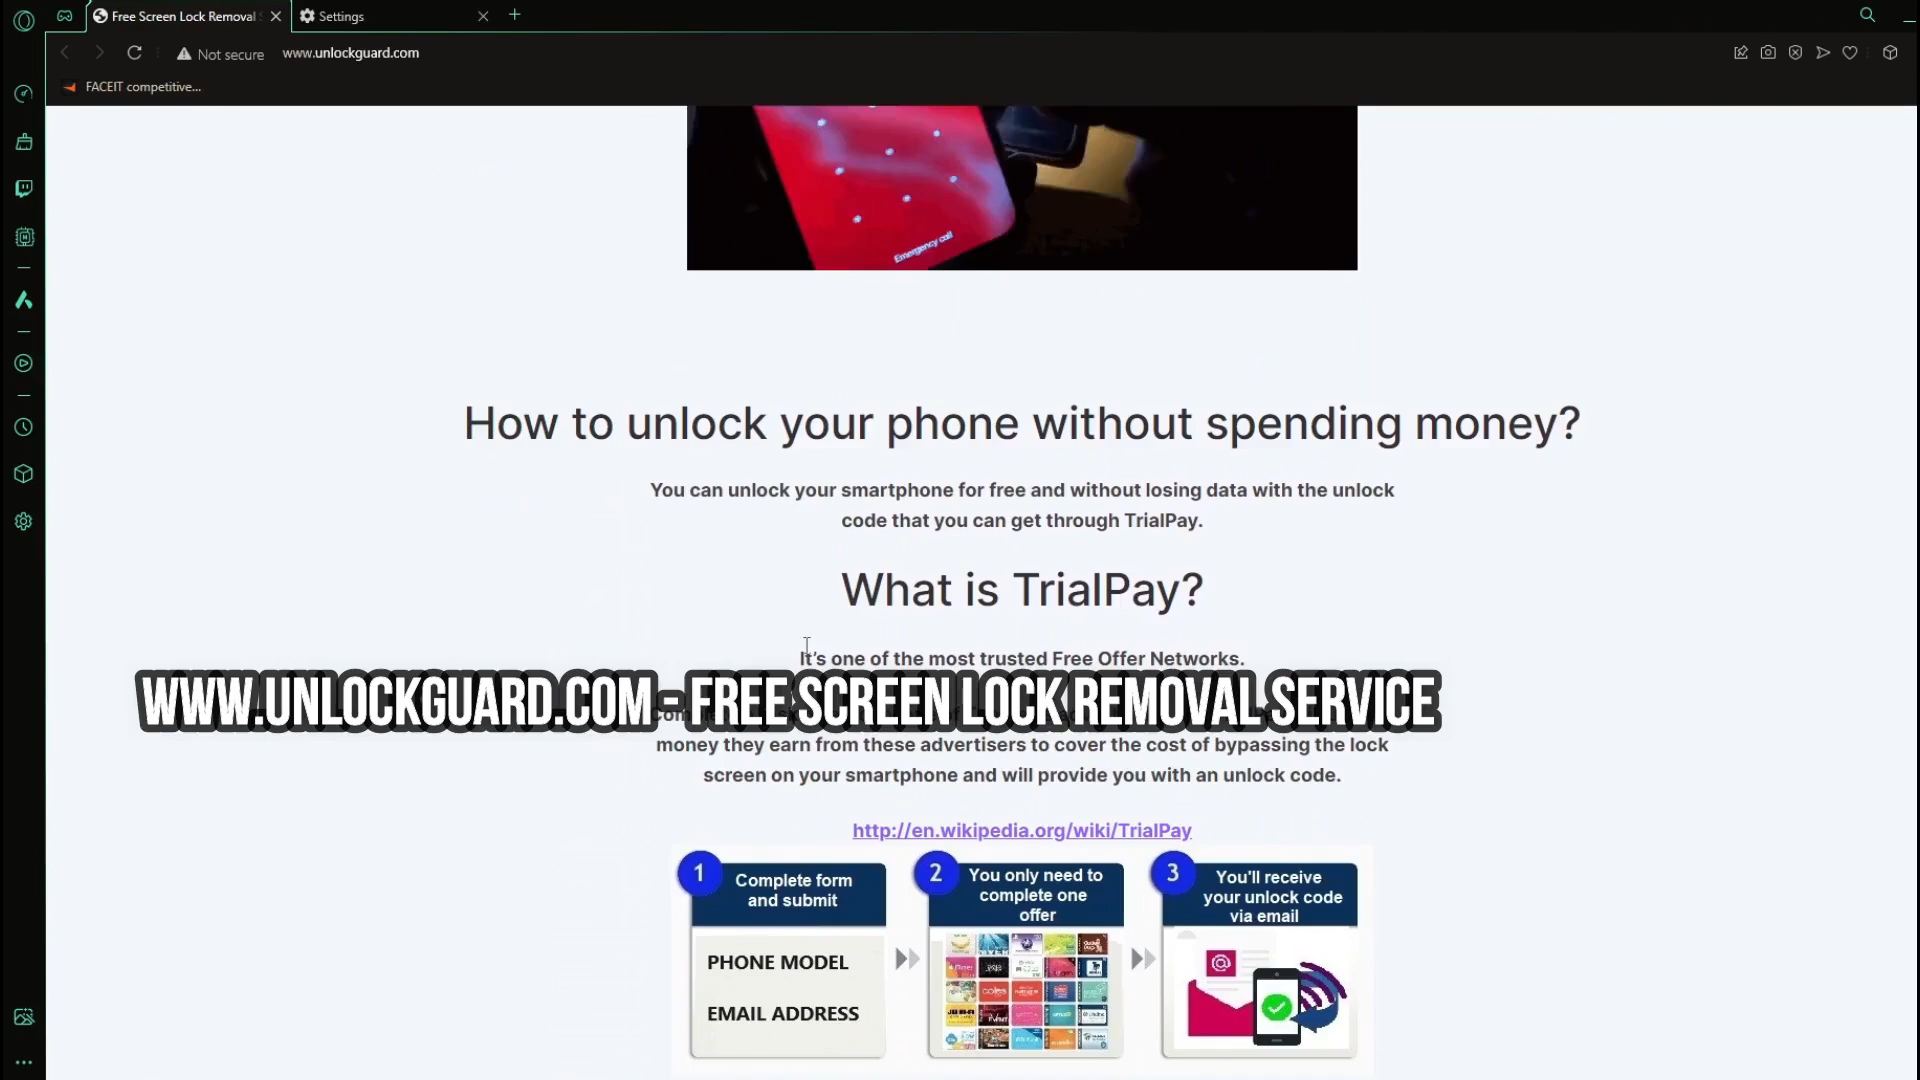 Free Screen Lock Removal
Settings
Not secure
www.unlockguard.com
FACEIT competitive...
Emergency call
How to unlock your phone without spending money?
You can unlock your smartphone for free and without losing data with the unlock
code that you can get through TrialPay.
What is TrialPay?
It's one of the most trusted Free Offer Networks.
WWW.UNLOCKGUARD.COM - FREE SCREEN LOCK REMOVAL SERVICE
money they earn from these advertisers to cover the cost of bypassing the lock
screen on your smartphone and will provide you with an unlock code.
http://en.wikipedia.org/wiki/TrialPay
1
Complete form
and submit
PHONE MODEL
EMAIL ADDRESS
2
You only need to
complete one
offer
coles
3
You'll receive
your unlock code
via email
@